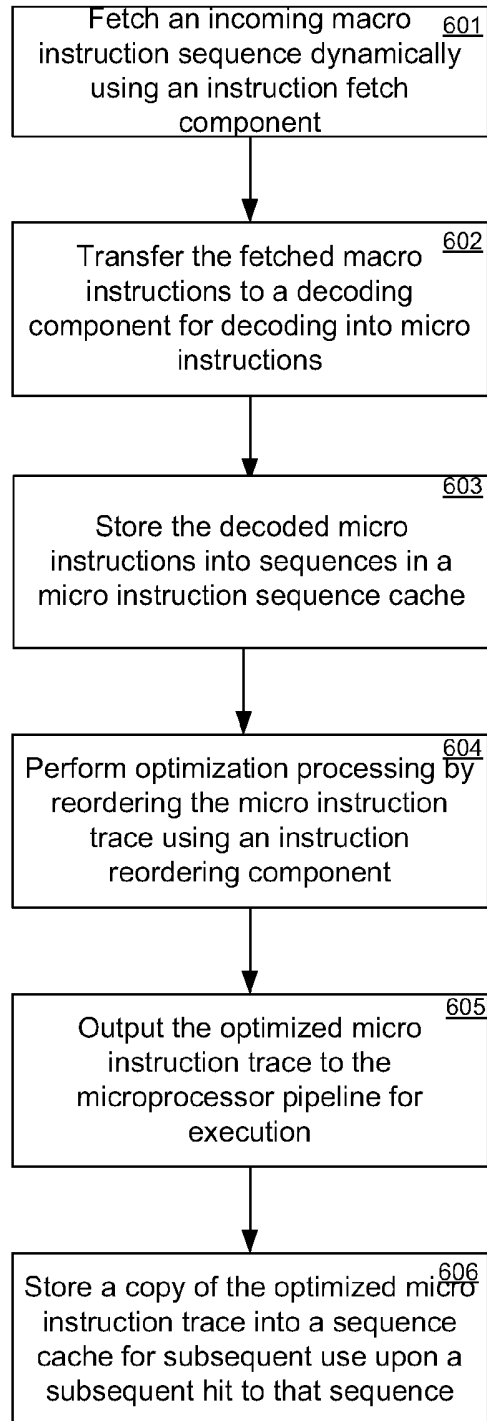 601
Fetch an incoming macro
instruction sequence dynamically
using an instruction fetch
component
602
Transfer the fetched macro
instructions to a decoding
component for decoding into micro
instructions
603
Store the decoded micro
instructions into sequences in a
micro instruction sequence cache
604
Perform optimization processing by
reordering the micro instruction
trace using an instruction
reordering component
605
Output the optimized micro
instruction trace to the
microprocessor pipeline for
execution
606
Store a copy of the optimized micro
instruction trace into a sequence
cache for subsequent use upon a
subsequent hit to that sequence